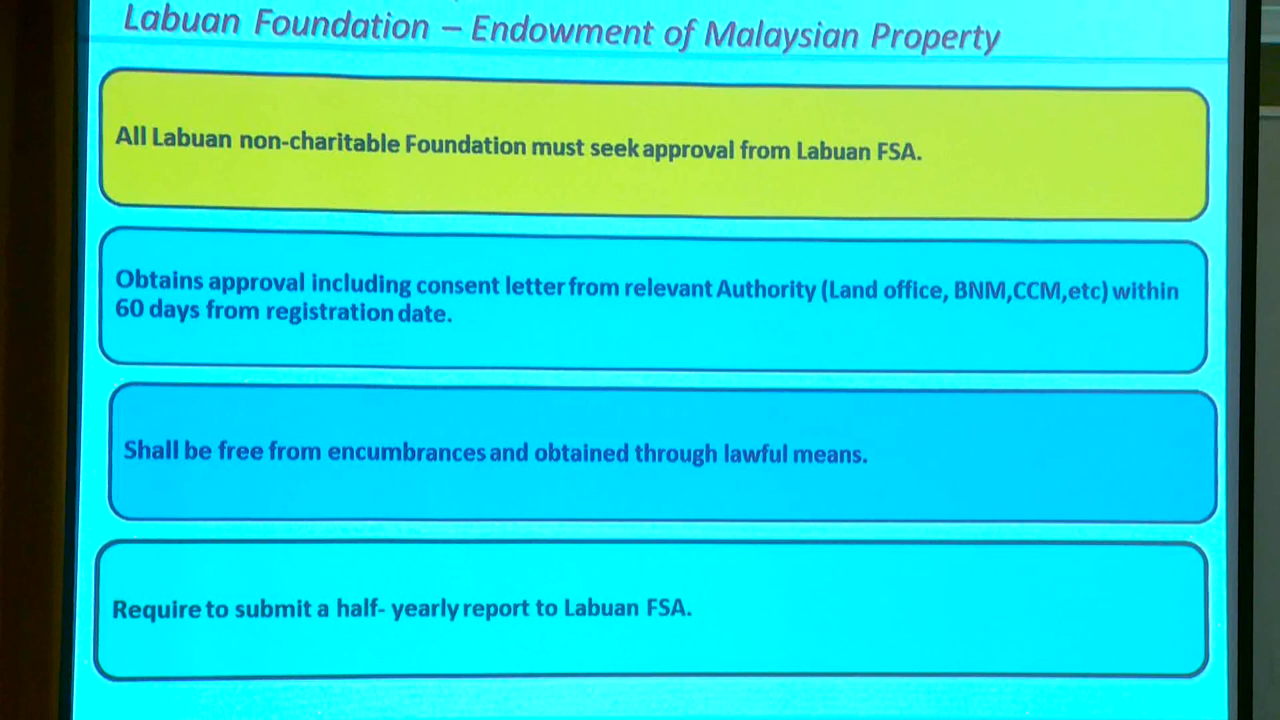 Labuan Foundation – Endowment of Malaysian Property
All Labuan non-charitable Foundation must seek approval from Labuan FSA.
Obtains approval including consent letter from relevant Authority (Land office, BNM,CCM,etc) within
60 days from registration date.
Shall be free from encumbrances and obtained through lawful means.
Require to submit a half- yearly report to Labuan FSA.